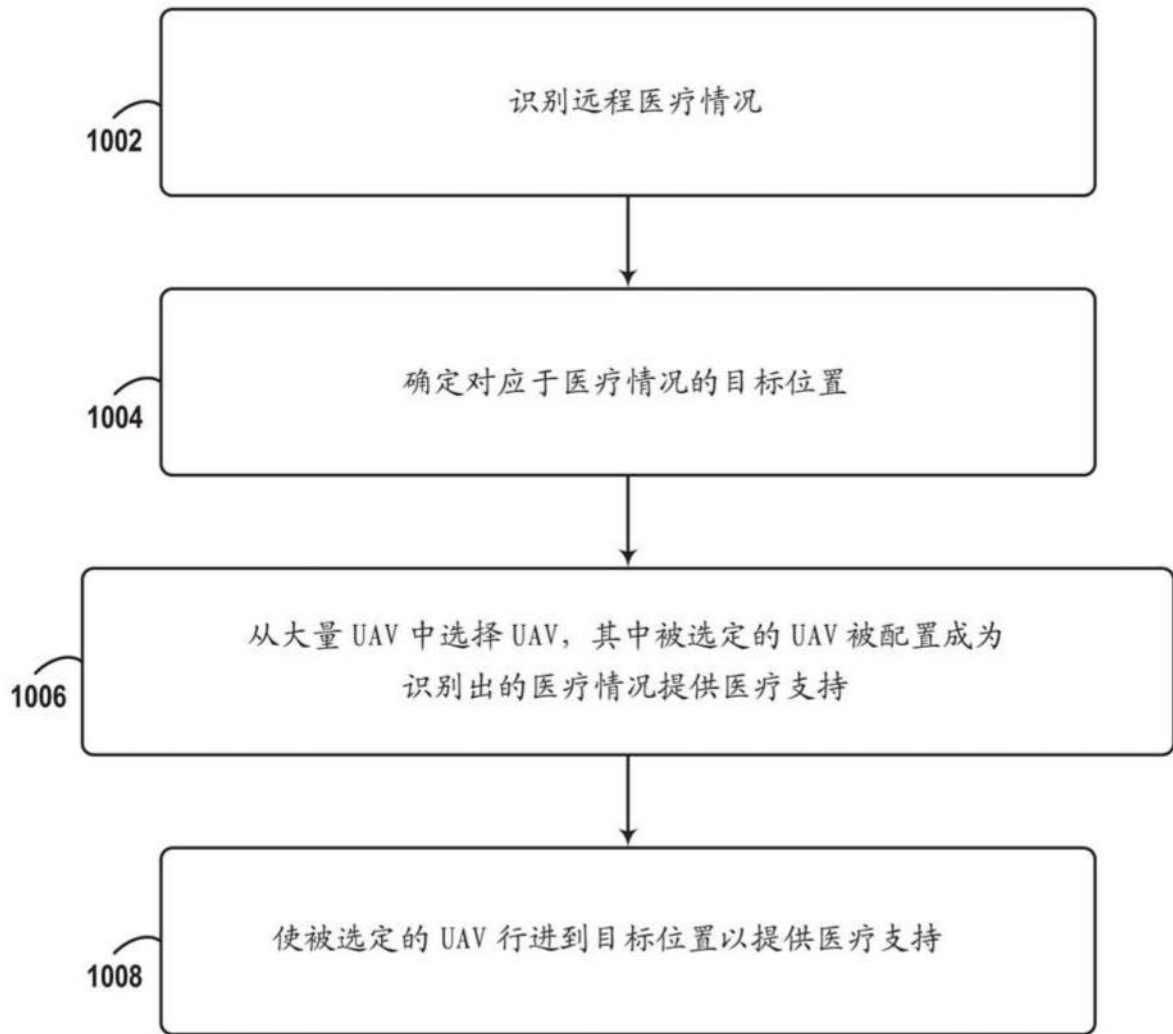 识别远程医疗情况
1002
确定对应于医疗情况的目标位置
1004
从大量 UAV 中选择 UAV, 其中被选定的 UAV 被配置成为
识别出的医疗情况提供医疗支持
1006
使被选定的 UAV 行进到目标位置以提供医疗支持
1008